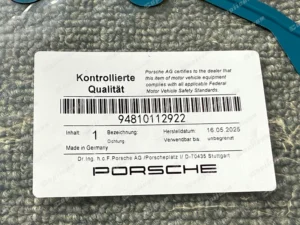 Kontrollierte
Qualität
Porsche AG certifies to the dealer that
this item of motor vehicle equipment
complies with all applicable Federal
Motor Vehicle Safety Standards.
94810112922
Inhalt: 1 Bezeichnung: Herstelldatum: 16.05.2025
Dichtung Verwendbar bis: unbegrenzt
Made in Germany
Dr. Ing. h.c.F. Porsche AG /Porscheplatz 1/ D-70435 Stuttgart
PORSCHE